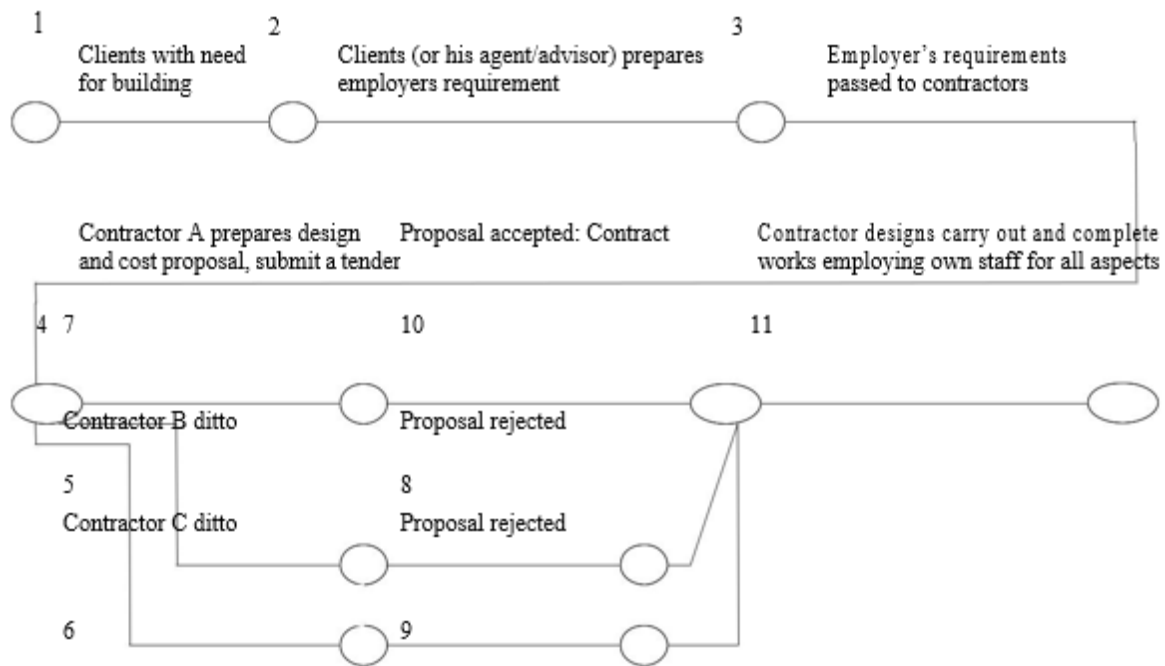 1
2
3
Clients with need
for building
Clients (or his agent/advisor) prepares
employers requirement
Employer’s requirements
passed to contractors
Contractor A prepares design
and cost proposal, submit a tender
Proposal accepted: Contract
Contractor designs carry out and complete
works employing own staff for all aspects
4 7
10
11
Contractor B ditto
Proposal rejected
5
8
Contractor C ditto
Proposal rejected
6
9